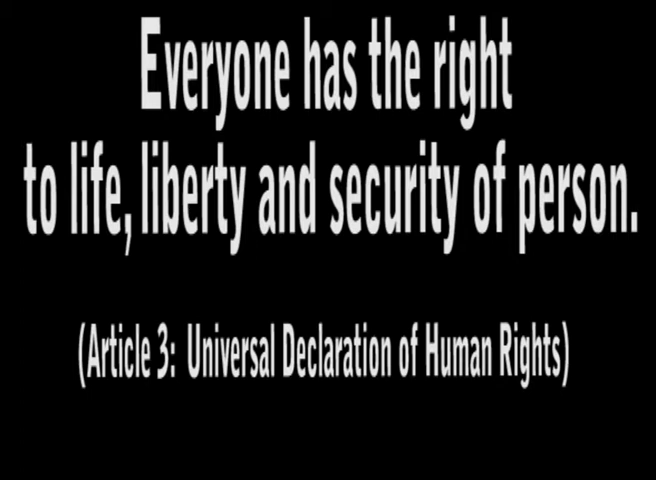 Everyone has the right
to life, liberty and security of person.
(Article 3: Universal Declaration of Human Rights)